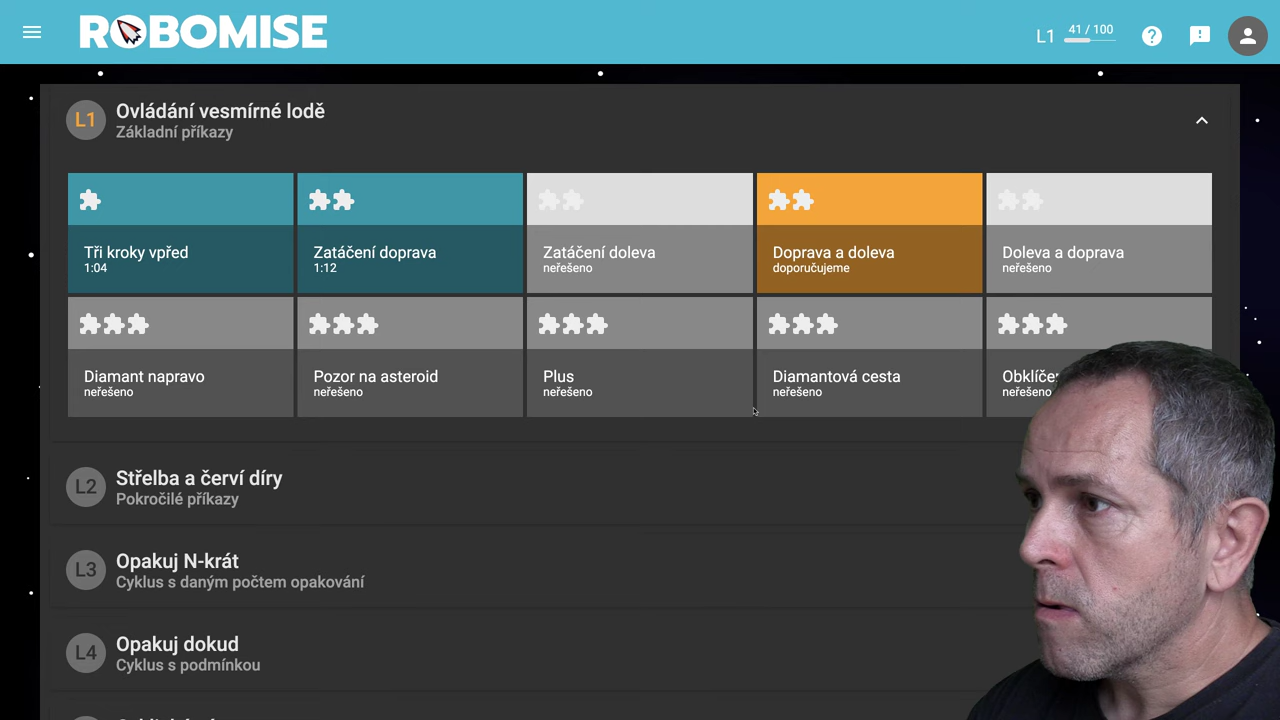 ROBOMISE
L1
41 / 100
L1
Ovládání vesmírné lodě
Základní příkazy
Tři kroky vpřed
1:04
Zatáčení doprava
1:12
Zatáčení doleva
neřešeno
Doprava a doleva
doporučujeme
Doleva a doprava
neřešeno
Diamant napravo
neřešeno
Pozor na asteroid
neřešeno
Plus
neřešeno
Diamantová cesta
neřešeno
neřešeno
L2
Střelba a červí díry
Pokročilé příkazy
L3
Opakuj N-krát
Cyklus s daným počtem opakování
L4
Opakuj dokud
Cyklus s podmínkou